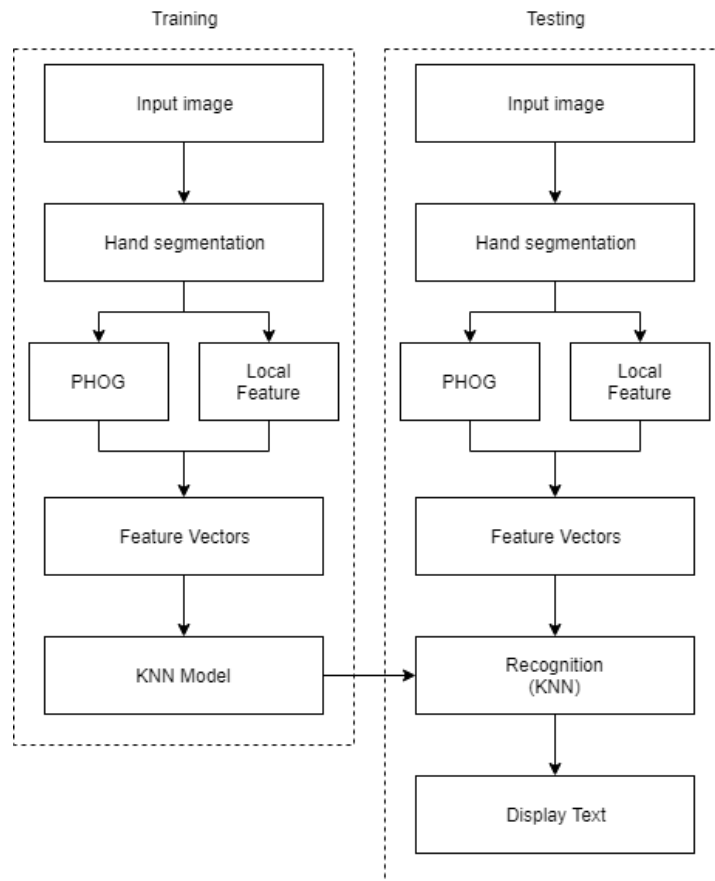 Training
Input image
Hand segmentation
PHOG
Local
Feature
Feature Vectors
KNN Model
Testing
Input image
Hand segmentation
PHOG
Local
Feature
Feature Vectors
Recognition
(KNN)
Display Text